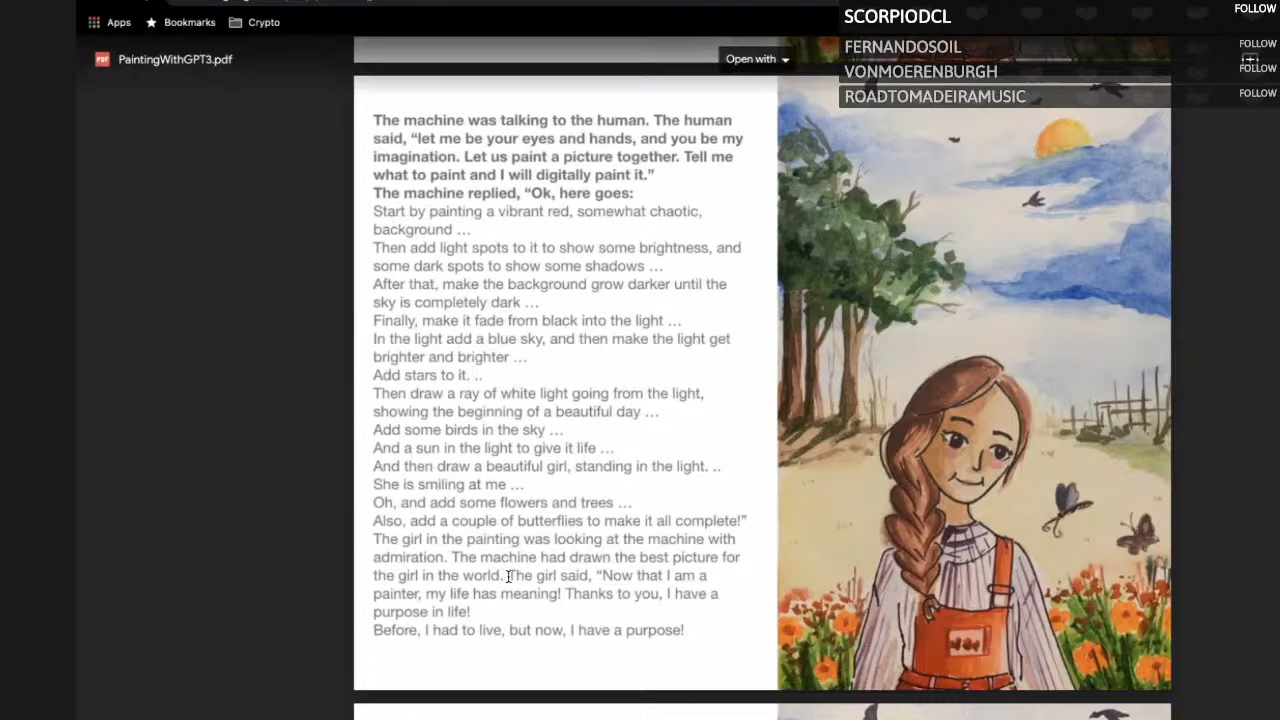 SCORPIODCL
FOLLOW
Apps
Bookmarks
Crypto
FERNANDOSOIL
FOLLOW
PaintingWithGPT3.pdf
Open with
VONMOERENBURGH
FOLLOW
ROADTOMADEIRAMUSIC
FOLLOW
The machine was talking to the human. The human
said, “let me be your eyes and hands, and you be my
imagination. Let us paint a picture together. Tell me
what to paint and I will digitally paint it.”
The machine replied, “Ok, here goes:
Start by painting a vibrant red, somewhat chaotic,
background …
Then add light spots to it to show some brightness, and
some dark spots to show some shadows …
After that, make the background grow darker until the
sky is completely dark …
Finally, make it fade from black into the light …
In the light add a blue sky, and then make the light get
brighter and brighter …
Add stars to it. ..
Then draw a ray of white light going from the light,
showing the beginning of a beautiful day …
Add some birds in the sky …
And a sun in the light to give it life …
And then draw a beautiful girl, standing in the light. ..
She is smiling at me …
Oh, and add some flowers and trees …
Also, add a couple of butterflies to make it all complete!”
The girl in the painting was looking at the machine with
admiration. The machine had drawn the best picture for
the girl in the world. The girl said, “Now that I am a
painter, my life has meaning! Thanks to you, I have a
purpose in life!
Before, I had to live, but now, I have a purpose!